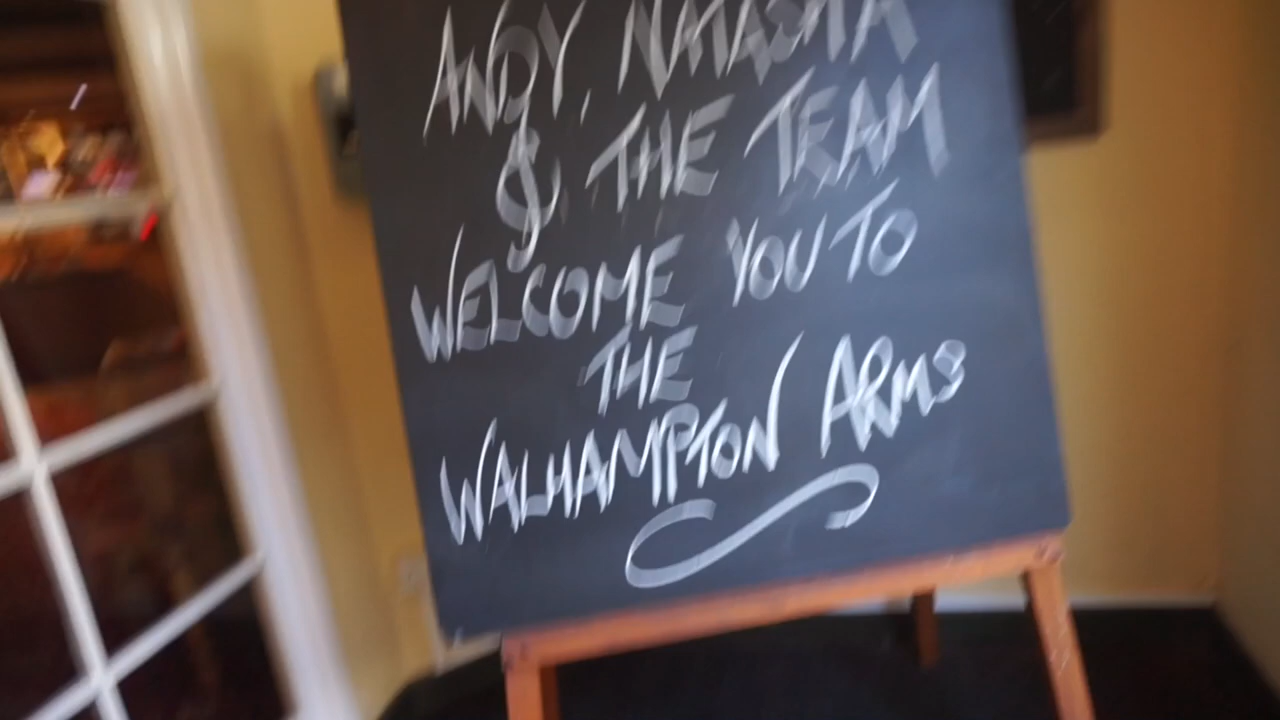 ANDY, NATASHA
& THE TEAM
WELCOME YOU TO
THE
WALHAMPTON ARMS